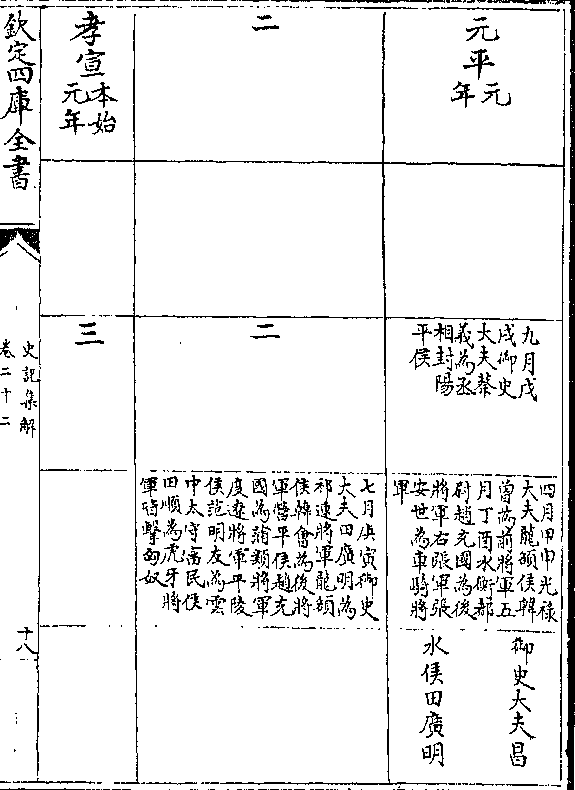 元平元
年
九月戊
戌御史
大夫蔡
義為丞
相封陽
平侯
四月甲申光祿
大夫龍頟侯韓
曽為前將軍五
月丁酉水衡都
尉趙充國為後
將軍右張軍張
安世為車騎將
軍
御史大夫昌
水侯田廣明
二
二
七月庚寅御史
大夫田廣明為
祁連將軍龍頟
侯韓曽為後將
軍營平侯趙充
國為蒲類將軍
度遼將軍平陵
侯范明友為雲
中太守富民侯
田順為虎牙將
軍皆擊匈奴
孝宣本始
元年
三
欽定四庫全書
史記集解
卷二十二
十八